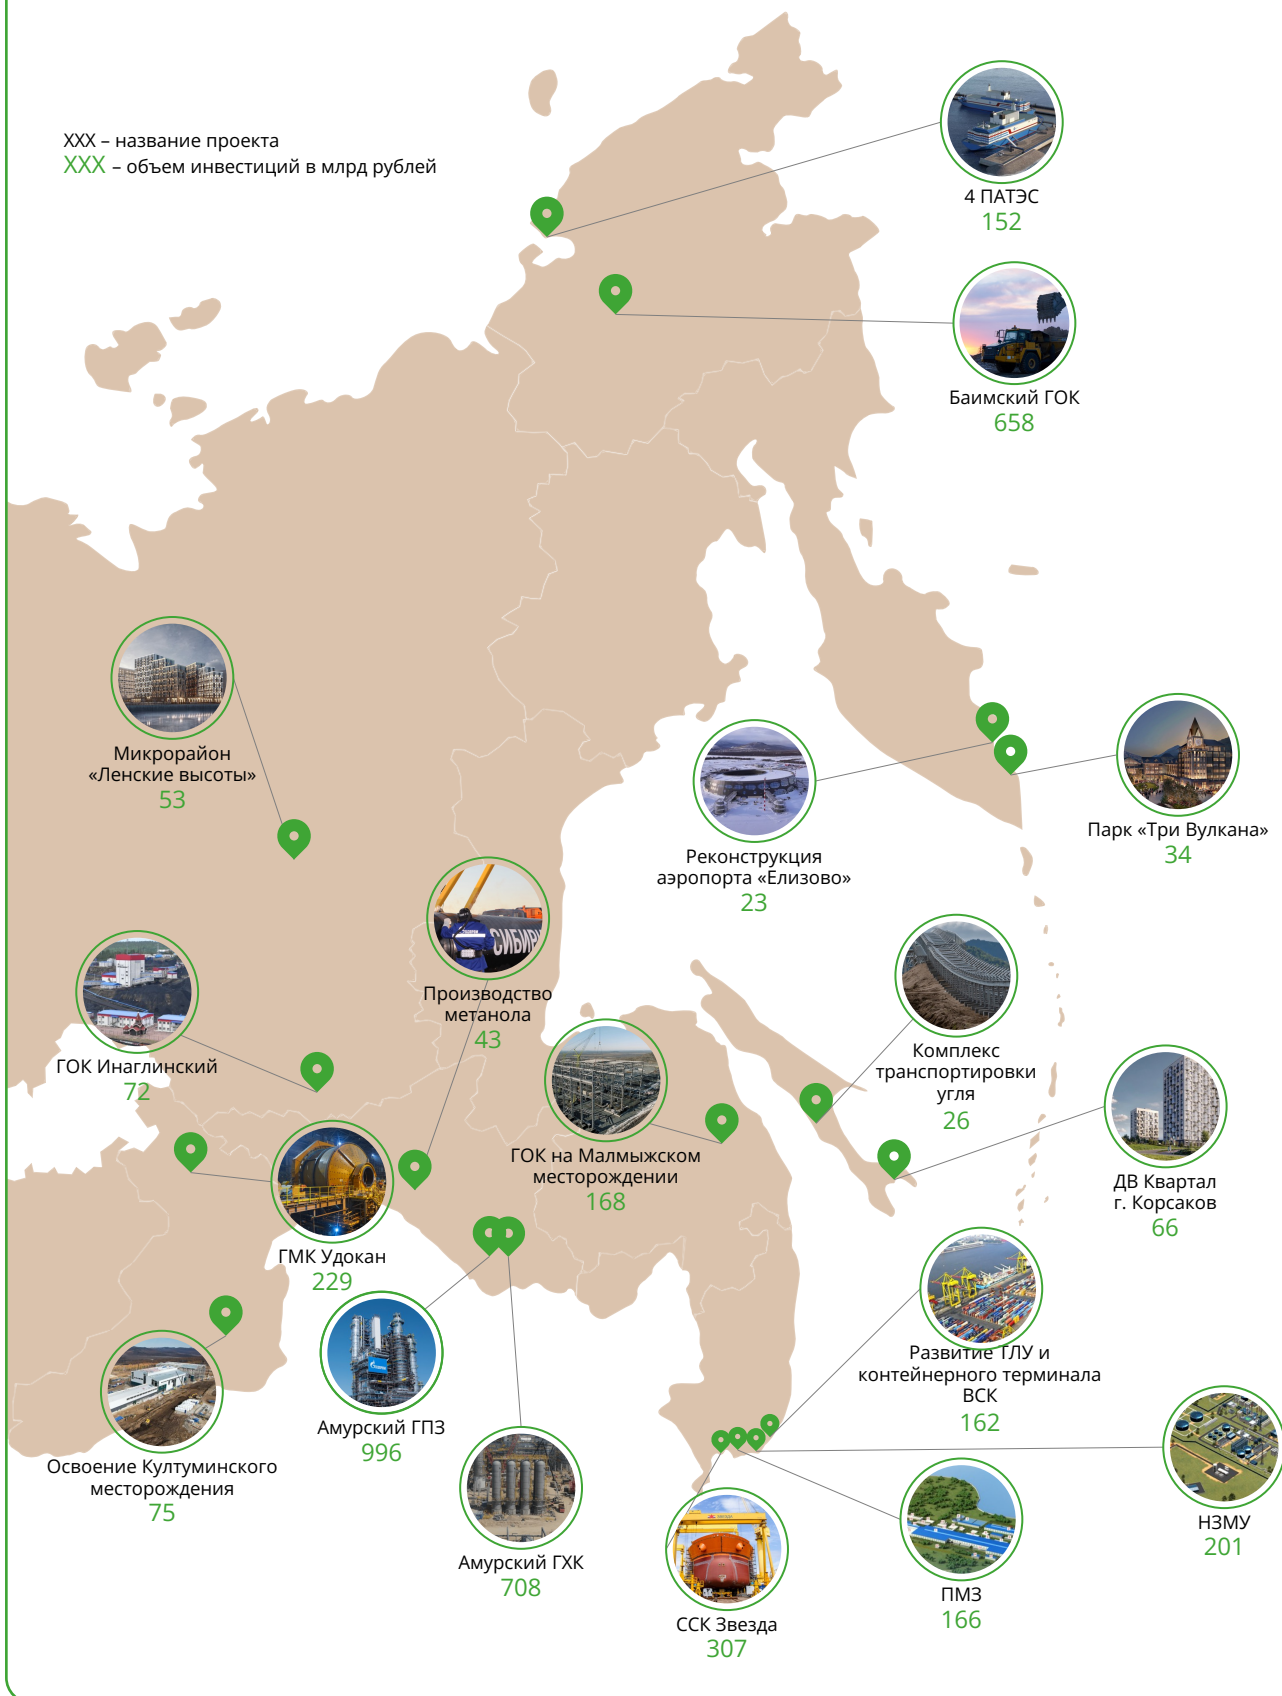 XXX – название проекта
XXX – объем инвестиций в млрд рублей
4 ПАТЭС
152
Баимский ГОК
658
Микрорайон
«Ленские высоты»
53
Реконструкция
аэропорта «Елизово»
23
Парк «Три Вулкана»
34
СИБИРИ
Производство
метанола
43
ГОК Инаглинский
72
Комплекс
транспортировки
угля
26
ГОК на Малмыжском
месторождении
168
ДВ Квартал
г. Корсаков
66
ГМК Удокан
229
Амурский ГПЗ
996
Освоение Култуминского
месторождения
75
Амурский ГХК
708
Развитие ТЛУ и
контейнерного терминала
ВСК
162
НЗМУ
201
ПМЗ
166
ССК Звезда
307